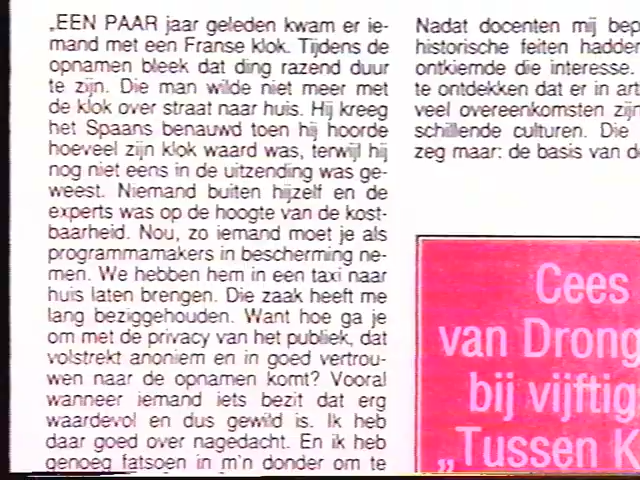 „EEN PAAR jaar geleden kwam er ie-
mand met een Franse klok. Tijdens de
opnamen bleek dat ding razend duur
te zijn. Die man wilde niet meer met
de klok over straat naar huis. Hij kreeg
het Spaans benauwd toen hij hoorde
hoeveel zijn klok waard was, terwijl hij
nog niet eens in de uitzending was ge-
weest. Niemand buiten hijzelf en de
experts was op de hoogte van de kost-
baarheid. Nou, zo iemand moet je als
programmamakers in bescherming ne-
men. We hebben hem in een taxi naar
huis laten brengen. Die zaak heeft me
lang beziggehouden. Want hoe ga je
om met de privacy van het publiek, dat
volstrekt anoniem en in goed vertrou-
wen naar de opnamen komt? Vooral
wanneer iemand iets bezit dat erg
waardevol en dus gewild is. Ik heb
daar goed over nagedacht. En ik heb
genoeg fatsoen in m'n donder om te
Nadat docenten mij bep
historische feiten hadden
ontkiemde die interesse.
te ontdekken dat er in art
veel overeenkomsten zijn
schillende culturen. Die
zeg maar: de basis van de
Cees
van Drong
bij vijftig
„Tussen K